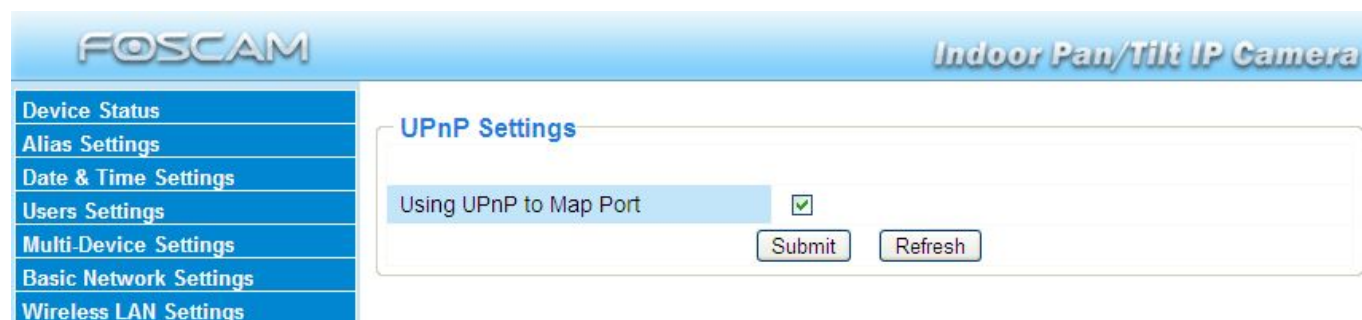 FOSCAM
Indoor Pan/Tilt IP Camera
Device Status
Alias Settings
Date & Time Settings
Users Settings
Multi-Device Settings
Basic Network Settings
Wireless LAN Settings
UPnP Settings
Using UPnP to Map Port
Submit Refresh